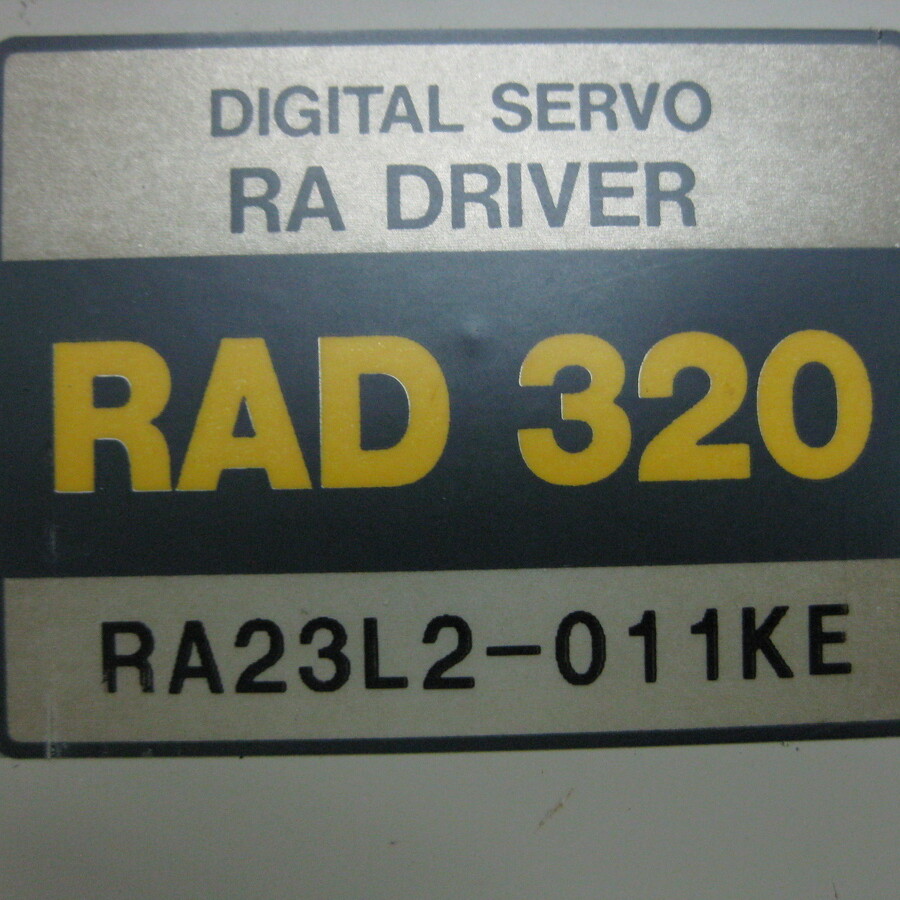 DIGITAL SERVO
RA DRIVER
RAD 320
RA23L2-011KE